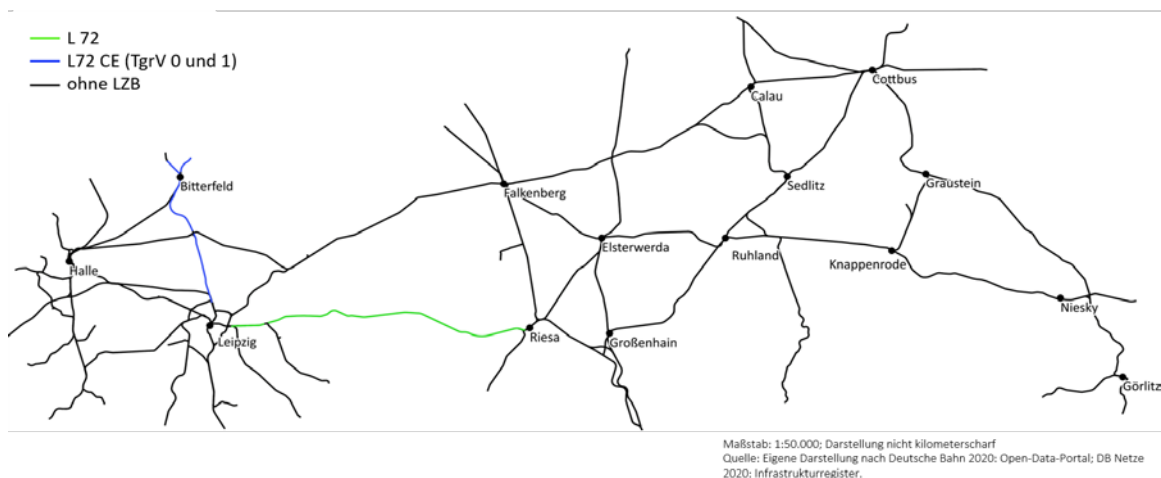 L 72
L72 CE (TgrV 0 und 1)
ohne LZB
Cottbus
Calau
Bitterfeld
Falkenberg
Sedlitz
Graustein
Halle
Elsterwerda
Ruhland
Knappenrode
Niesky
Leipzig
Riesa
Großenhain
Görlitz
Maßstab: 1:50.000; Darstellung nicht kilometerscharf
Quelle: Eigene Darstellung nach Deutsche Bahn 2020: Open-Data-Portal; DB Netze
2020: Infrastrukturregister.